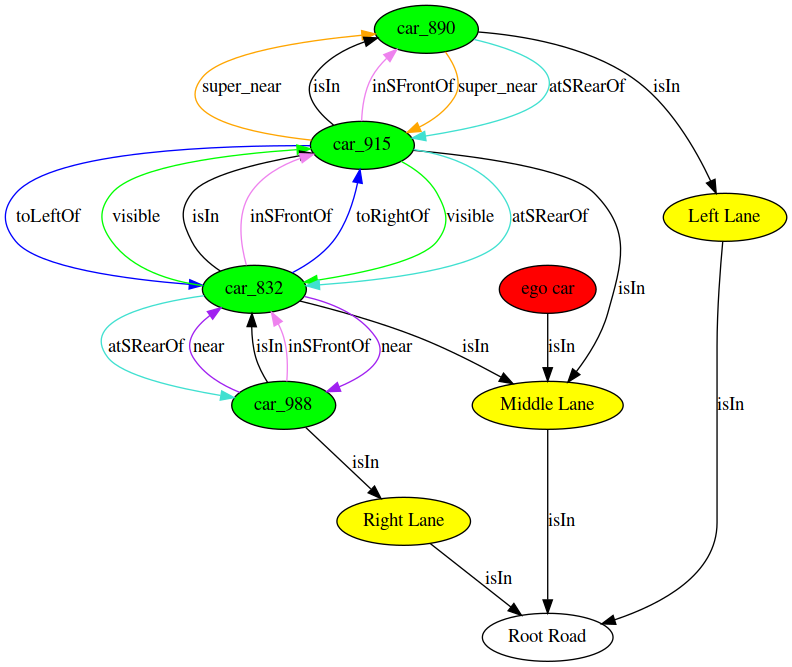 car_890
super_near
isIn
inSFrontOf
super_near
atSRearOf
isIn
car_915
toLeftOf
visible
isIn
inSFrontOf
toRightOf
visible
atSRearOf
Left Lane
car_832
ego car
isIn
atSRearOf
near
isIn
inSFrontOf
near
isIn
isIn
car_988
Middle Lane
isIn
isIn
Right Lane
isIn
isIn
Root Road